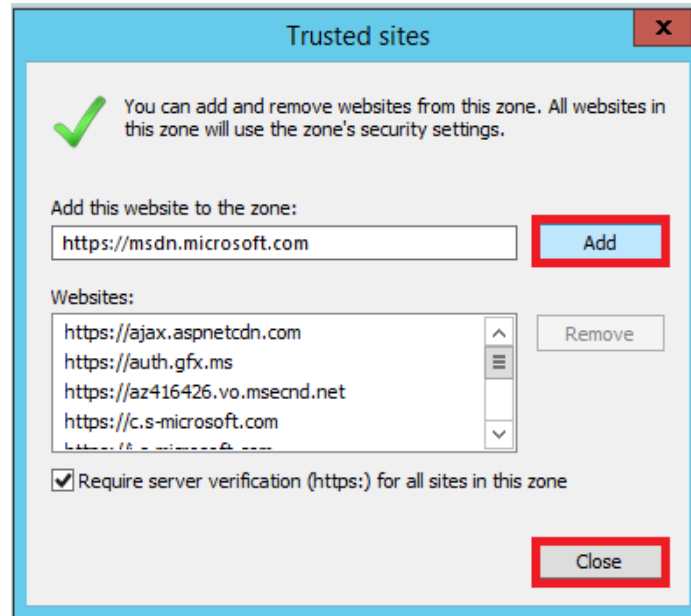 Trusted sites
x
You can add and remove websites from this zone. All websites in
this zone will use the zone's security settings.
Add this website to the zone:
https://msdn.microsoft.com
Add
Websites:
https://ajax.aspnetcdn.com
Remove
https://auth.gfx.ms
https://az416426.vo.msecnd.net
https://c.s-microsoft.com
Require server verification (https:) for all sites in this zone
Close